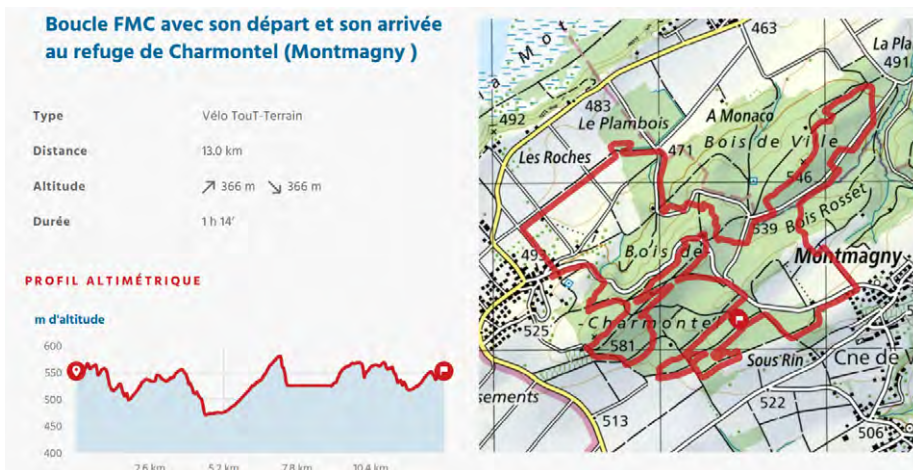 Boucle FMC avec son départ et son arrivée
au refuge de Charmontel (Montmagny )
Type Vélo TouT-Terrain
Distance 13.0 km
Altitude 366 m 366 m
Durée 1 h 14'
PROFIL ALTIMÉTRIQUE
m d'altitude
600
550
500
450
400
2.6 km 5.2 km 7.8 km 10.4 km
463
a Mot
La Pla
491
492
483
Le Plambois
A Monaco
471
Bois de Ville
Les Roches
546
Bois Rosset
539
493
Bois de
Montmagny
525
-Charmontel
581
Sous Rin
Cne de V
sements
522
513
506